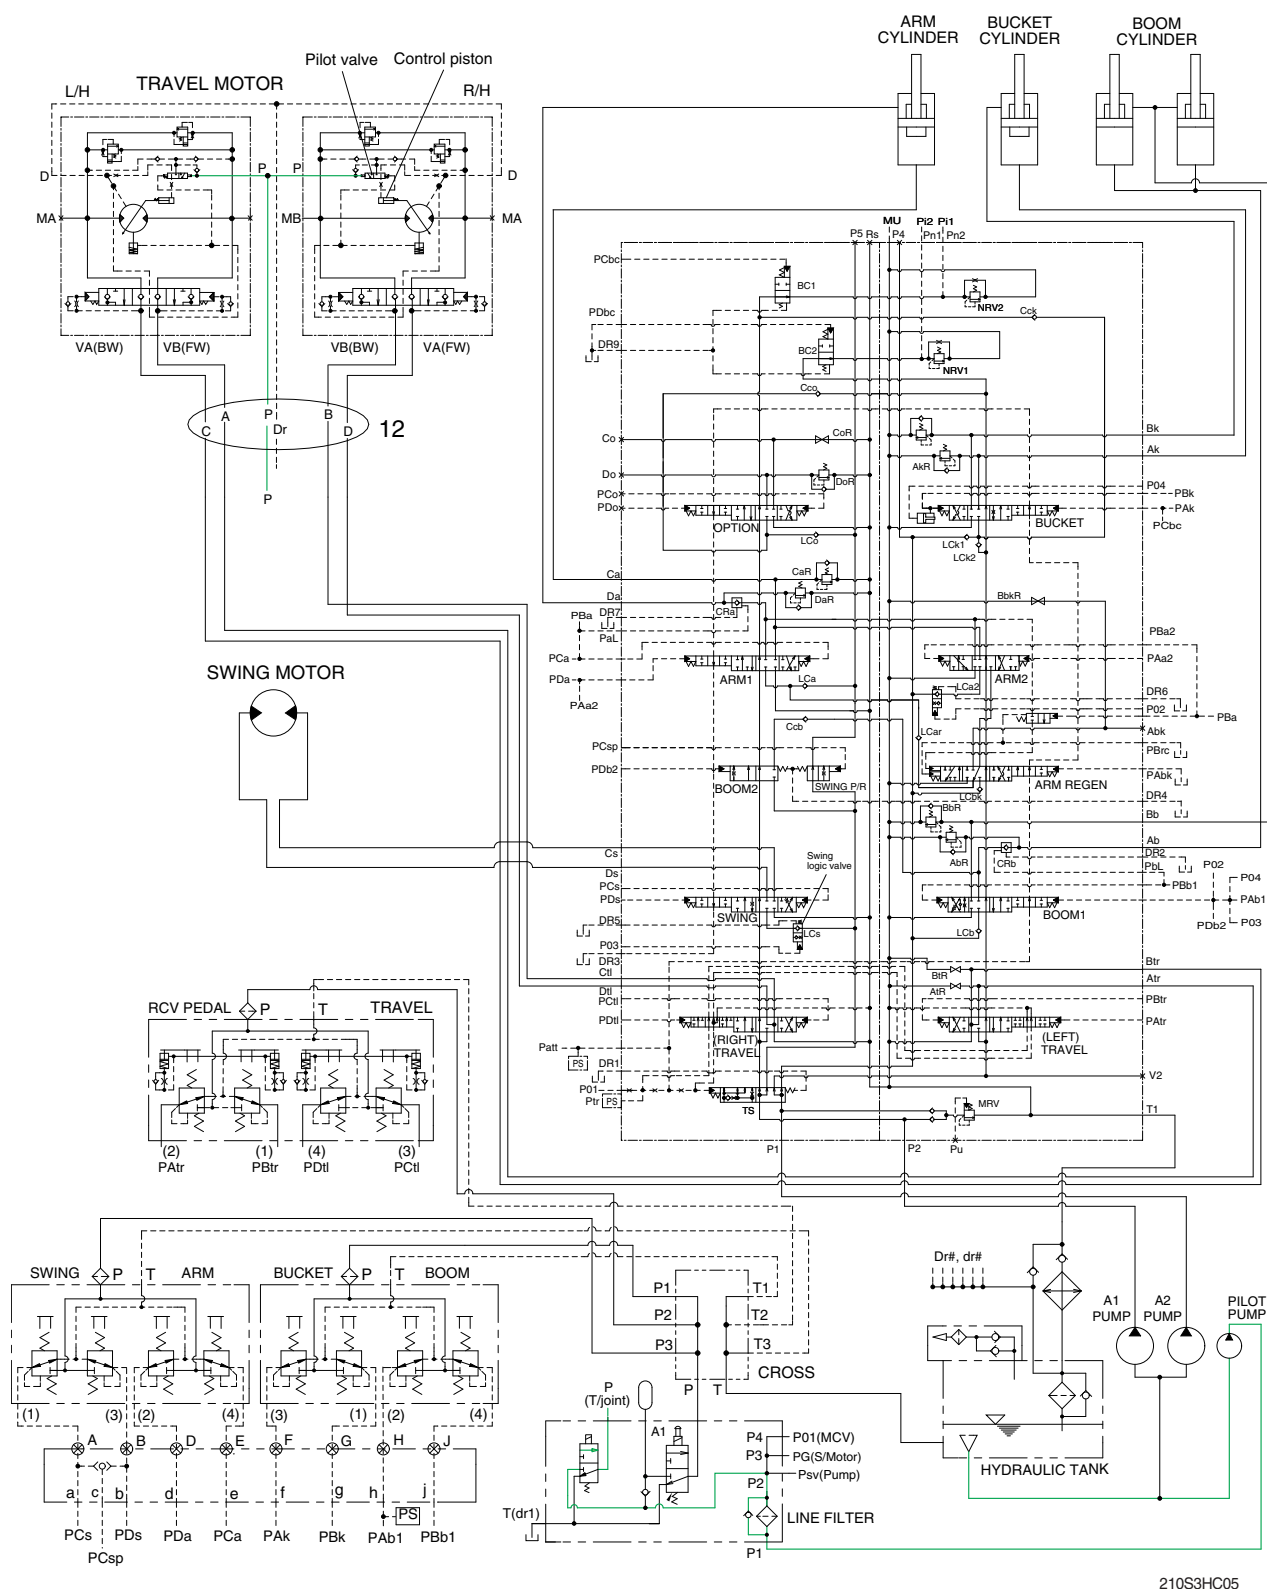 ARM
CYLINDER
BUCKET
CYLINDER
BOOM
CYLINDER
Pilot valve
Control piston
L/H
TRAVEL MOTOR
R/H
D
P
P
D
MA
MB
MA
VA(BW)
VB(FW)
VB(BW)
VA(FW)
A
P
B
C
Dr
D
12
P
P5
Rs
MU
P4
Pi2
Pi1
Pn1
Pn2
PCbc
BC1
NRV2
Cck
PDbc
DR9
BC2
NRV1
Cco
Co
CoR
Bk
Ak
AkR
Do
DoR
PCo
PDo
OPTION
LCo
P04
PBk
PAk
PCbc
BUCKET
LCk1
LCk2
Ca
CaR
Da
DaR
CRa
BbkR
DR7
PBa
PaL
PCa
PDa
PAa2
ARM1
LCa
PBa2
PAa2
ARM2
LCa2
DR6
P02
PBa
Ccb
LCar
Abk
PBrc
PAbk
PCsp
PDb2
BOOM2
SWING P/R
LCbk
ARM REGEN
DR4
BbR
Bb
SWING MOTOR
Cs
Ds
Swing
logic valve
AbR
CRb
Ab
DR2
PbL
PBb1
P02
P04
PAb1
PDb2
P03
PCs
PDs
SWING
BOOM1
DR5
LCs
P03
DR3
LCb
Ctl
Dtl
PCtl
PDtl
BtR
AtR
Btr
Atr
PBtr
PAtr
(RIGHT)
TRAVEL
(LEFT)
TRAVEL
Patt
PS
DR1
P01
Ptr
PS
TS
MRV
V2
T1
P1
P2
Pu
RCV PEDAL
P
T
TRAVEL
(2)
(1)
(4)
(3)
PAtr
PBtr
PDtl
PCtl
SWING
P
T
ARM
BUCKET
P
T
BOOM
(1)
(3)
(2)
(4)
(3)
(1)
(2)
(4)
A
B
D
E
F
G
H
J
a
c
b
d
e
f
g
h
j
PS
PCs
PDs
PDa
PCa
PAk
PBk
PAb1
PBb1
PCsp
P1
T1
P2
T2
P3
T3
CROSS
P
T
P
(T/joint)
A1
P4
P01(MCV)
P3
PG(S/Motor)
Psv(Pump)
P2
T(dr1)
LINE FILTER
P1
Dr#, dr#
A1
PUMP
A2
PUMP
PILOT
PUMP
HYDRAULIC TANK
210S3HC05